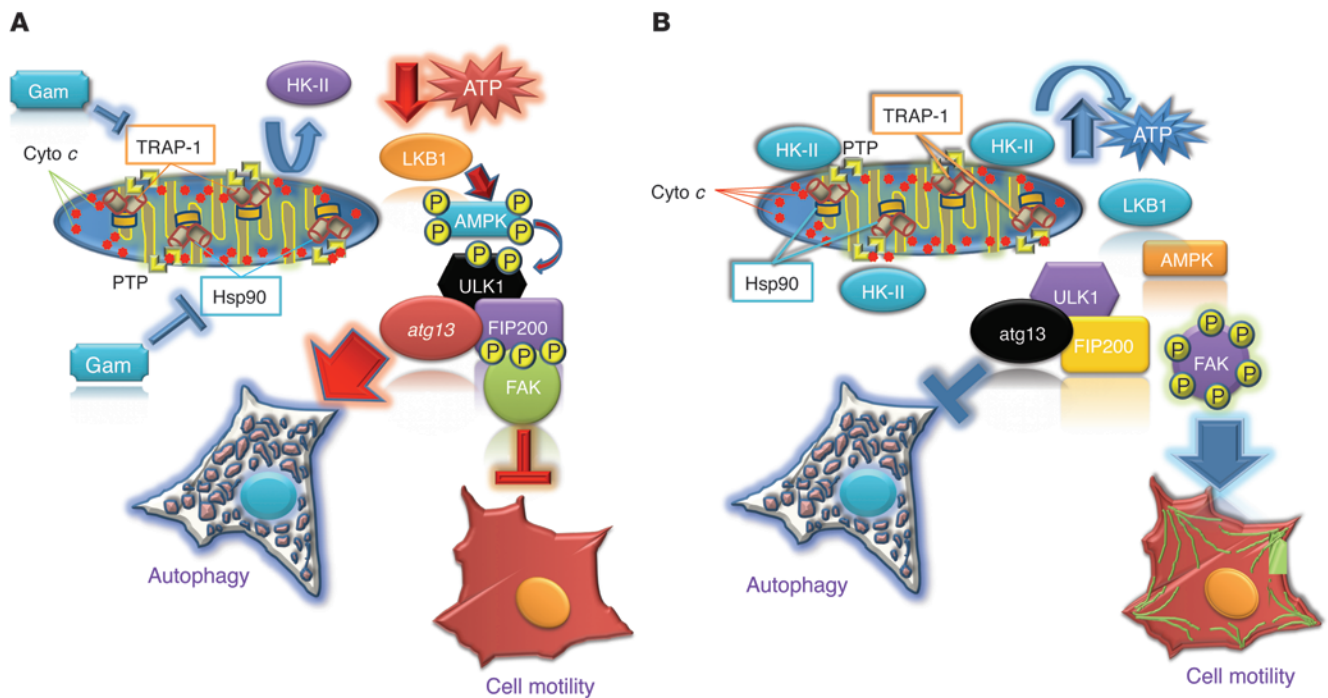 A
Gam
HK-II
ATP
TRAP-1
Cyto c
LKB1
P
P
AMPK
P
P
P
P
PTP
Hsp90
ULK1
atg13
FIP200
P
P
P
Gam
FAK
Autophagy
Cell motility
B
TRAP-1
HK-II
PTP
HK-II
ATP
Cyto c
LKB1
Hsp90
HK-II
AMPK
ULK1
atg13
FIP200
P
P
P
FAK
P
P
P
Autophagy
Cell motility